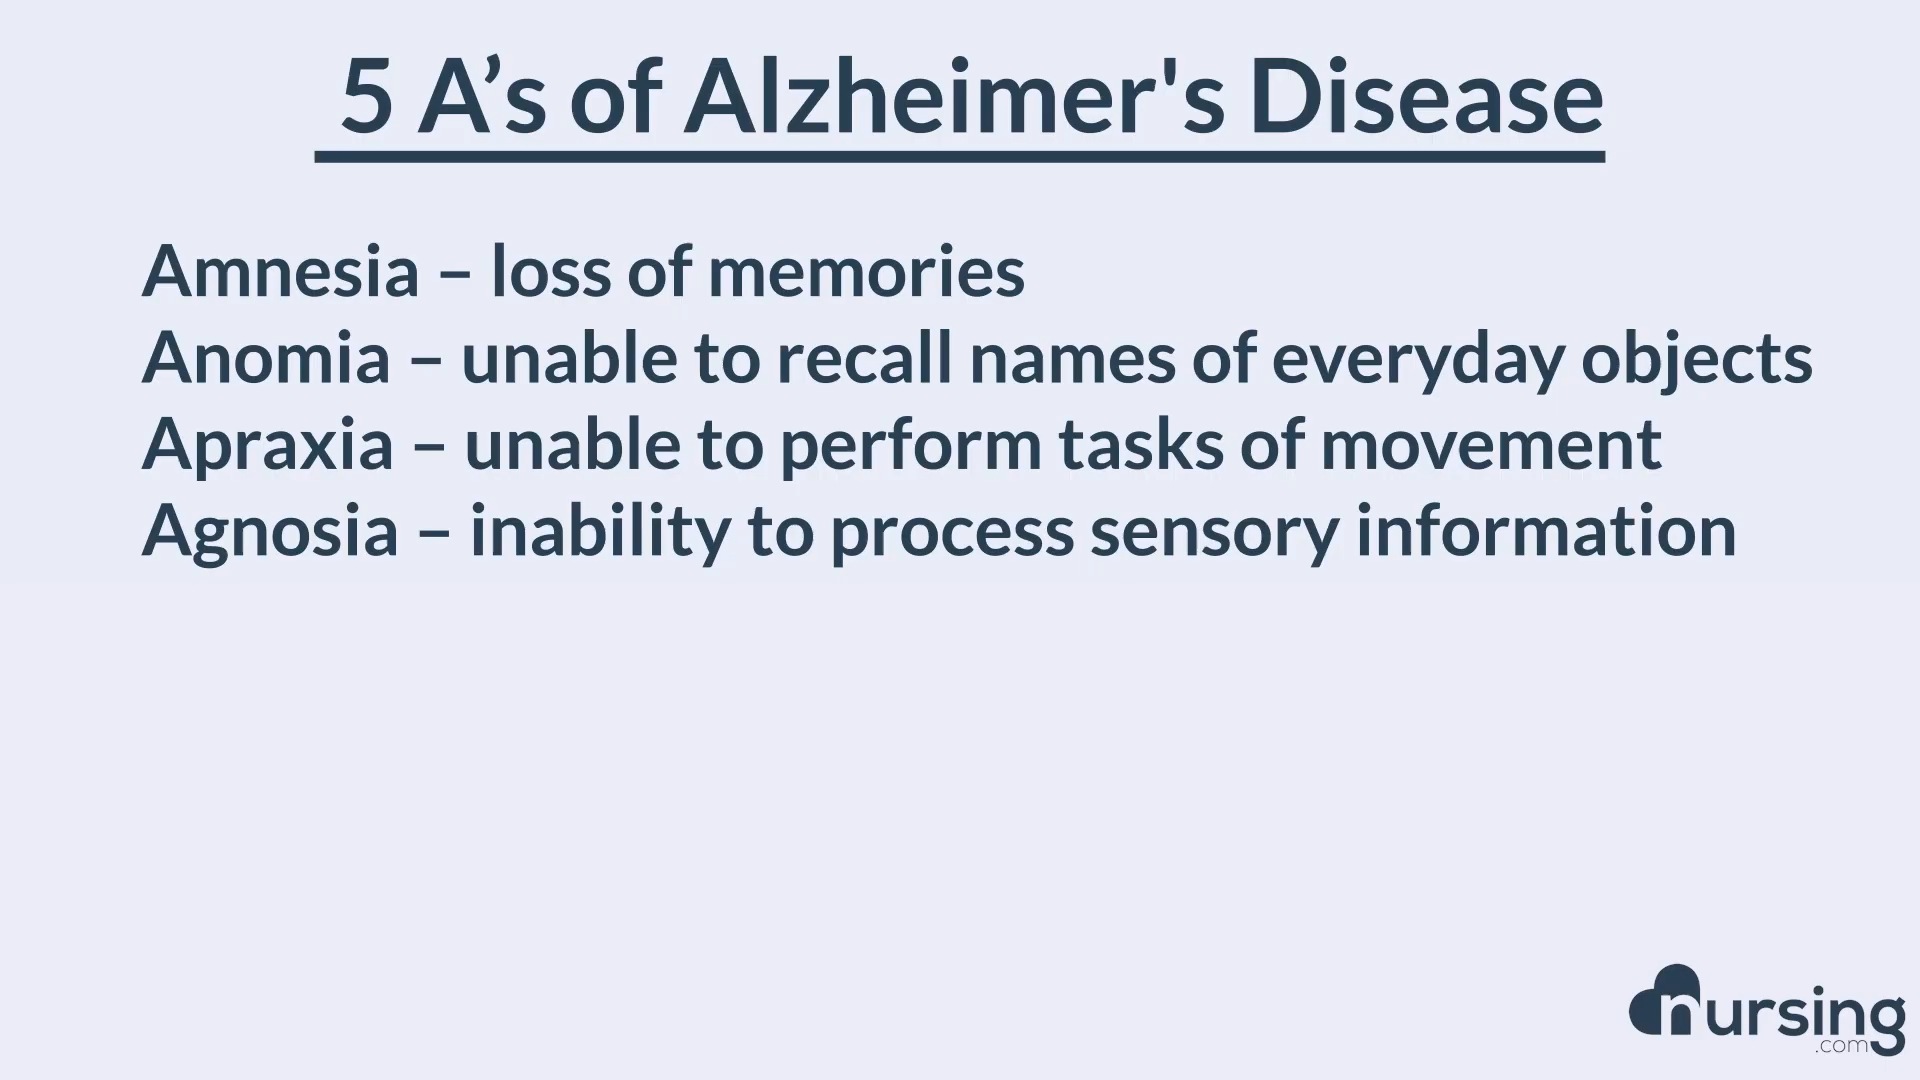 5 A’s of Alzheimer's Disease
Amnesia – loss of memories
Anomia – unable to recall names of everyday objects
Apraxia – unable to perform tasks of movement
Agnosia – inability to process sensory information
nursing
.com